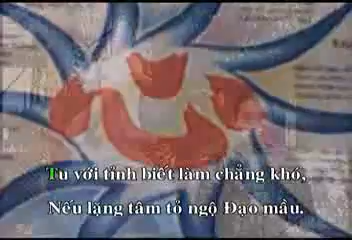 Tu với tỉnh biết làm chẳng khó,
Nếu lặng tâm tỏ ngộ Đạo mầu.